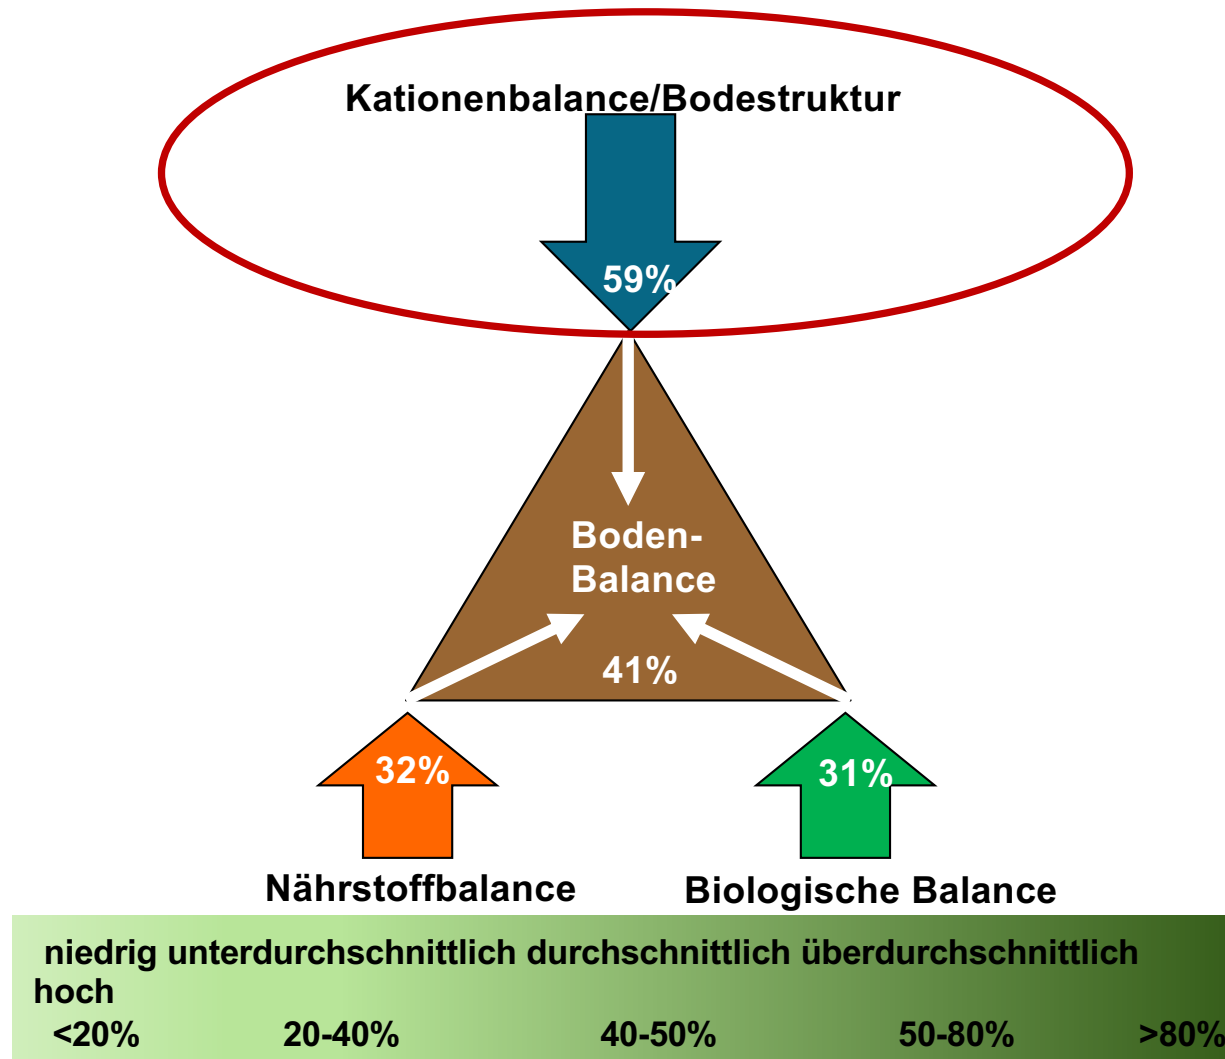 Kationenbalance/Bodestruktur
59%
Boden-
Balance
41%
32%
31%
Nährstoffbalance
Biologische Balance
niedrig unterdurchschnittlich durchschnittlich überdurchschnittlich
hoch
<20% 20-40% 40-50% 50-80% >80%